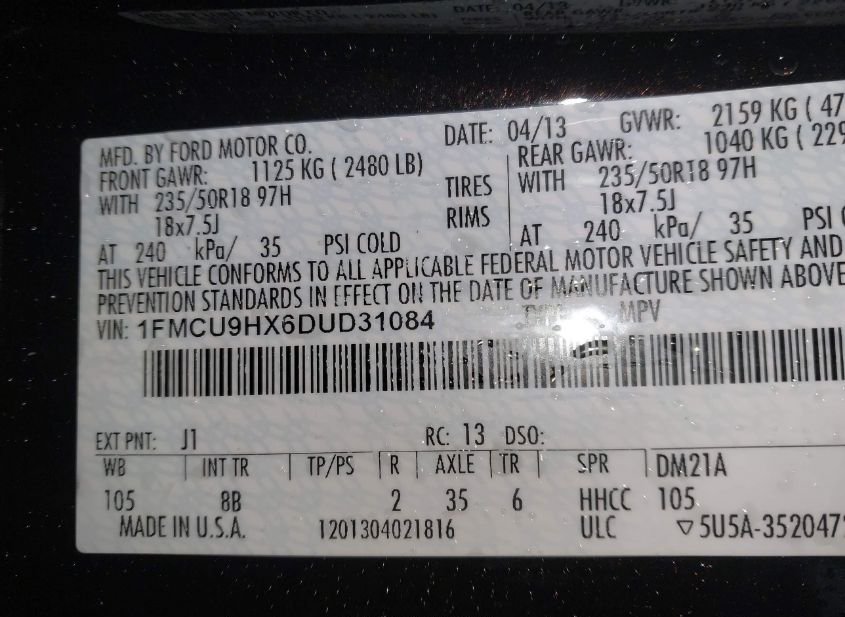 MFD. BY FORD MOTOR CO. DATE: 04/13 GVWR: 2159 KG ( 47
FRONT GAWR: 1125 KG ( 2480 LB) REAR GAWR: 1040 KG ( 229
WITH 235/50R18 97H TIRES WITH 235/50R18 97H
18x7.5J RIMS 18x7.5J
AT 240 kPa/ 35 PSI COLD AT 240 kPa/ 35 PSI
THIS VEHICLE CONFORMS TO ALL APPLICABLE FEDERAL MOTOR VEHICLE SAFETY AND
PREVENTION STANDARDS IN EFFECT ON THE DATE OF MANUFACTURE SHOWN ABOVE
VIN: 1FMCU9HX6DUD31084 MPV
EXT PNT: J1 RC: 13 DSO:
WB INT TR TP/PS R AXLE TR SPR DM21A
105 8B 2 35 6 HHCC 105
MADE IN U.S.A. 1201304021816 ULC ▽5U5A-3520472